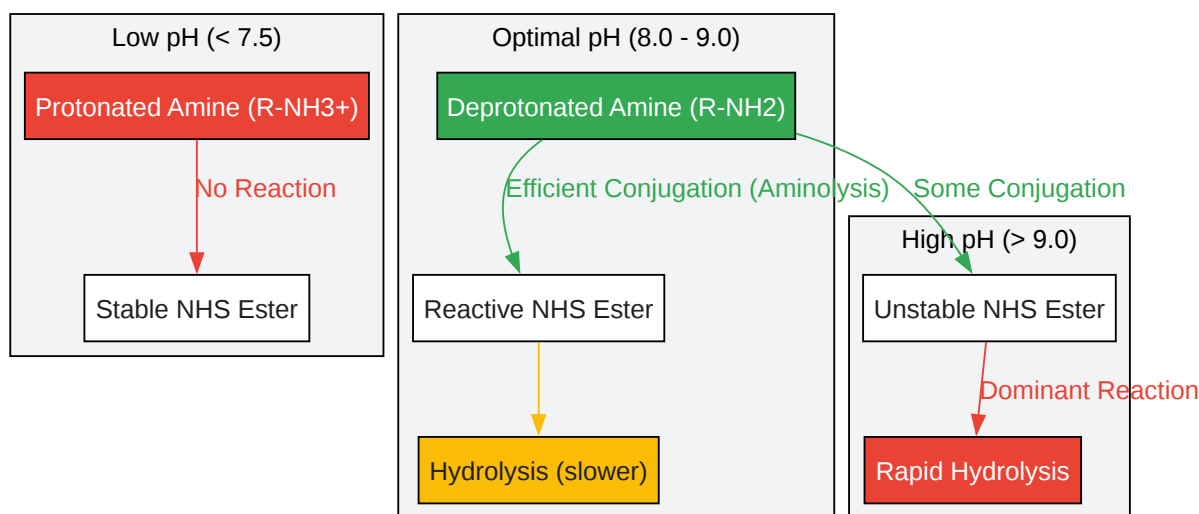 Low pH (< 7.5)
Protonated Amine (R-NH3+)
No Reaction
Stable NHS Ester
Optimal pH (8.0 - 9.0)
Deprotonated Amine (R-NH2)
Efficient Conjugation (Aminolysis)
Some Conjugation
Reactive NHS Ester
Hydrolysis (slower)
High pH (> 9.0)
Unstable NHS Ester
Dominant Reaction
Rapid Hydrolysis